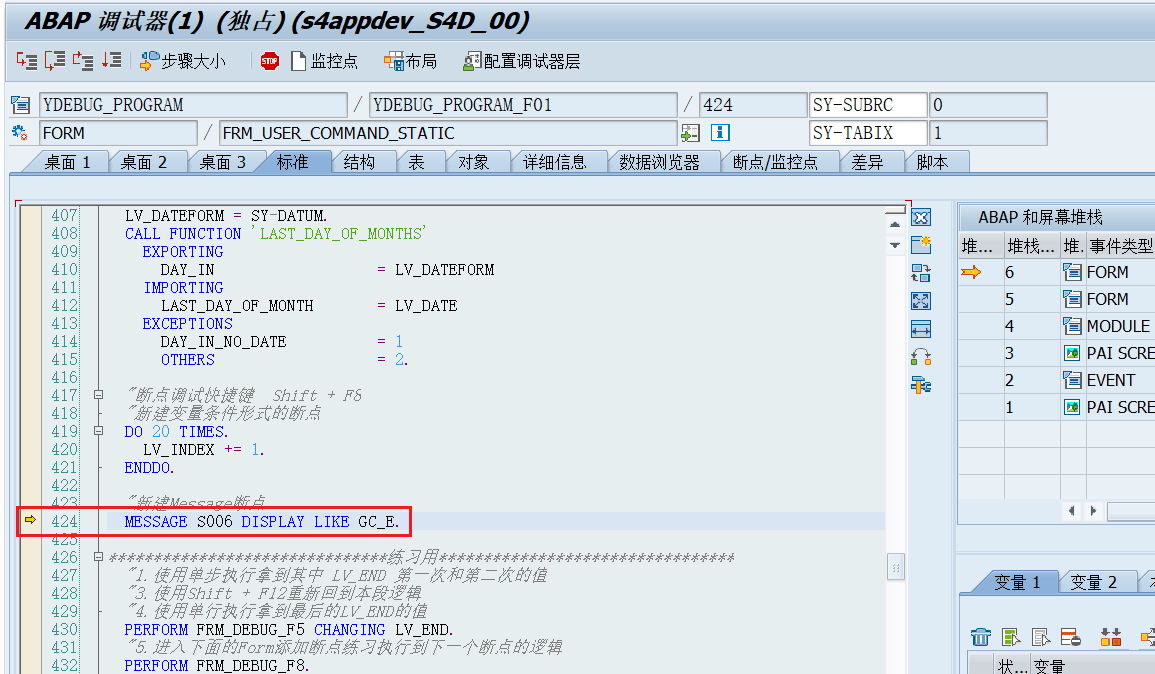 ABAP 调试器(1) (独占) (s4appdev_S4D_00)
步骤大小 STOP 监控点 布局 配置调试器层
YDEBUG_PROGRAM / YDEBUG_PROGRAM_F01 / 424 SY-SUBRC 0
FORM / FRM_USER_COMMAND_STATIC SY-TABIX 1
桌面 1 桌面 2 桌面 3 标准 结构 表 对象 详细信息 数据浏览器 断点/监控点 差异 脚本
407 LV_DATEFORM = SY-DATUM.
408 CALL FUNCTION 'LAST_DAY_OF_MONTHS'
409 EXPORTING
410 DAY_IN = LV_DATEFORM
411 IMPORTING
412 LAST_DAY_OF_MONTH = LV_DATE
413 EXCEPTIONS
414 DAY_IN_NO_DATE = 1
415 OTHERS = 2.
416
417 "断点调试快捷键 Shift + F8
418 "新建变量条件形式的断点
419 DO 20 TIMES.
420 LV_INDEX += 1.
421 ENDDO.
422
423 "新建Message断点
424 MESSAGE S006 DISPLAY LIKE GC_E.
425
426 *******************************练习用*********************************
427 "1.使用单步执行拿到其中 LV_END 第一次和第二次的值
428 "3.使用Shift + F12重新回到本段逻辑
429 "4.使用单行执行拿到最后的LV_END的值
430 PERFORM FRM_DEBUG_F5 CHANGING LV_END.
431 "5.进入下面的Form添加断点练习执行到下一个断点的逻辑
432 PERFORM FRM_DEBUG_F8.
ABAP 和屏幕堆栈
堆... 堆栈... 堆. 事件类型
6 FORM
5 FORM
4 MODULE
3 PAI SCRE
2 EVENT
1 PAI SCRE
变量 1 变量 2
状... 变量